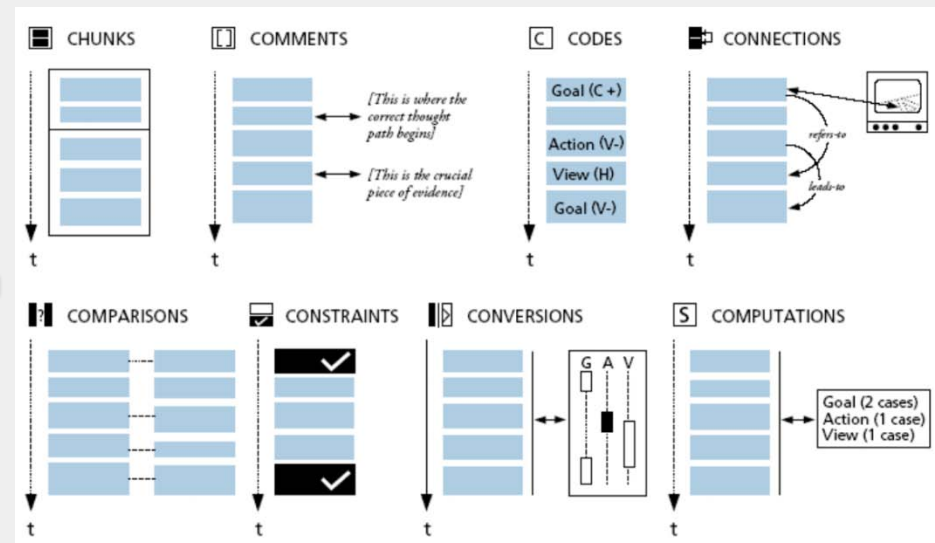 CHUNKS
COMMENTS
CODES
CONNECTIONS
[This is where the
correct thought
path begins]
[This is the crucial
piece of evidence]
C
Goal (C +)
Action (V-)
View (H)
Goal (V-)
refers-to
leads-to
t
t
t
t
COMPARISONS
CONSTRAINTS
CONVERSIONS
COMPUTATIONS
?
S
G A V
Goal (2 cases)
Action (1 case)
View (1 case)
t
t
t
t